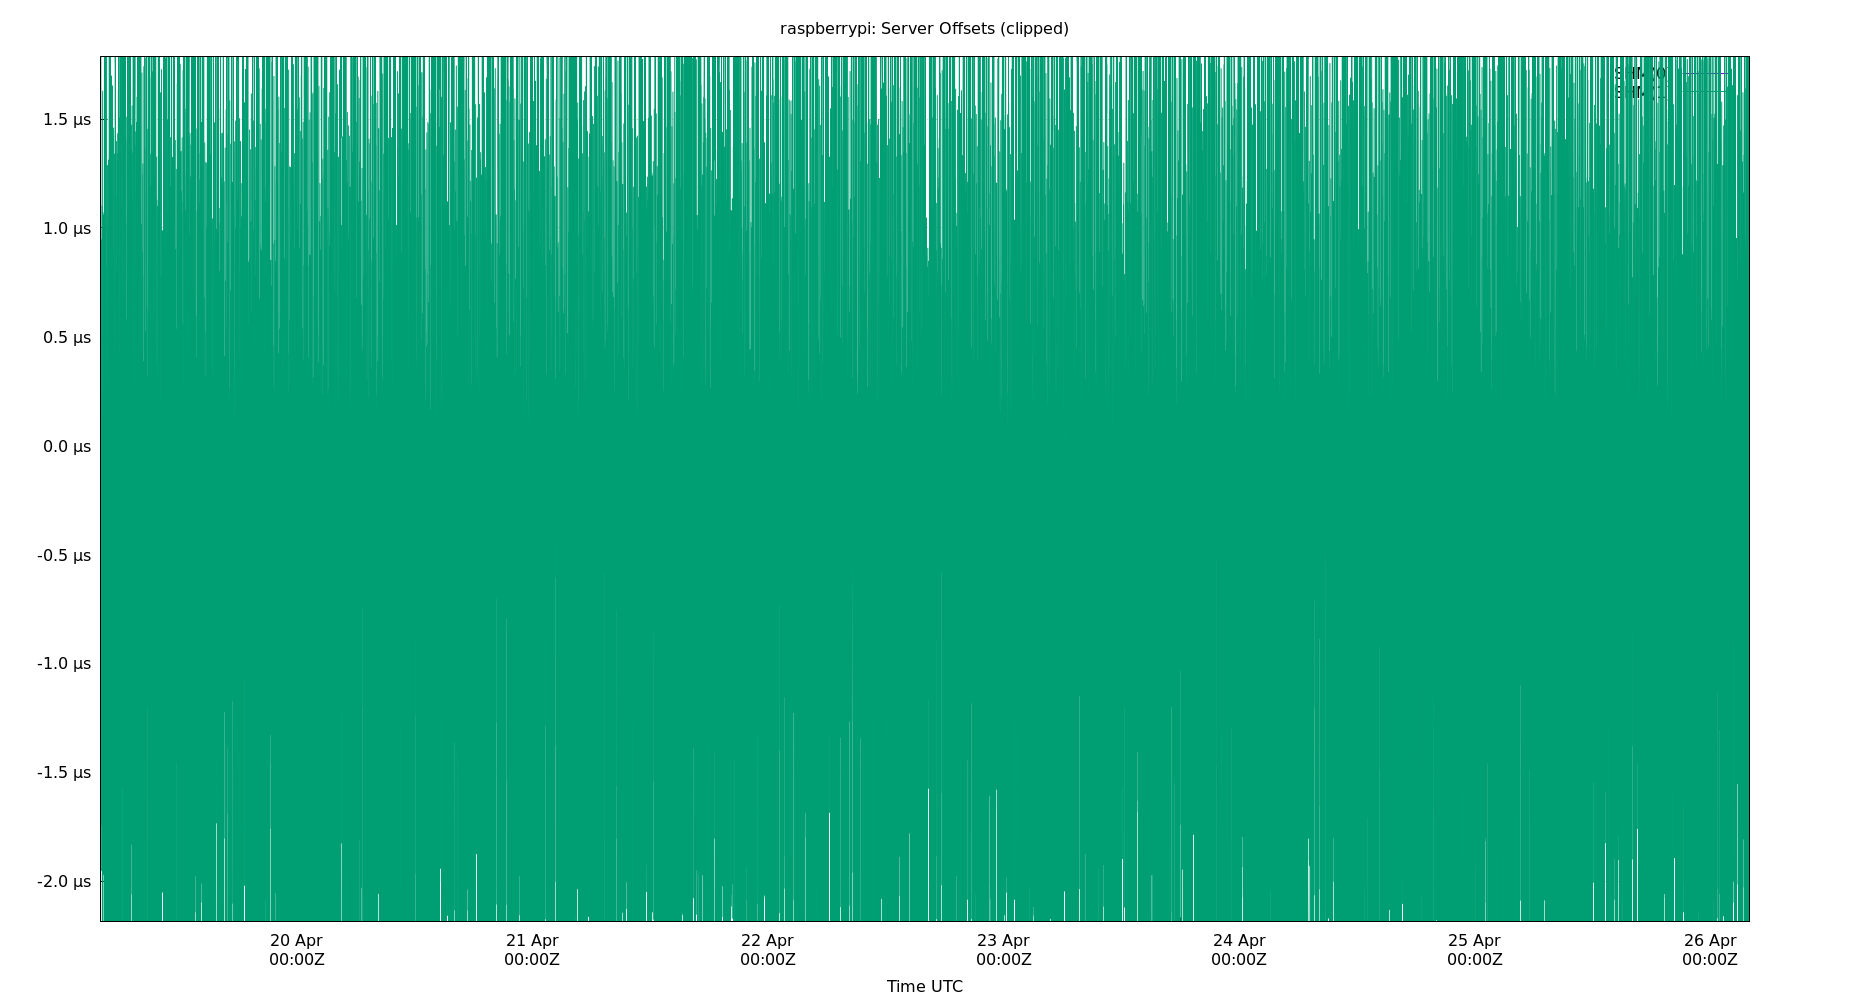 raspberrypi: Server Offsets (clipped)
1.5 µs
1.0 µs
0.5 µs
0.0 µs
-0.5 µs
-1.0 µs
-1.5 µs
-2.0 µs
20 Apr
00:00Z
21 Apr
00:00Z
22 Apr
00:00Z
23 Apr
00:00Z
24 Apr
00:00Z
25 Apr
00:00Z
26 Apr
00:00Z
Time UTC